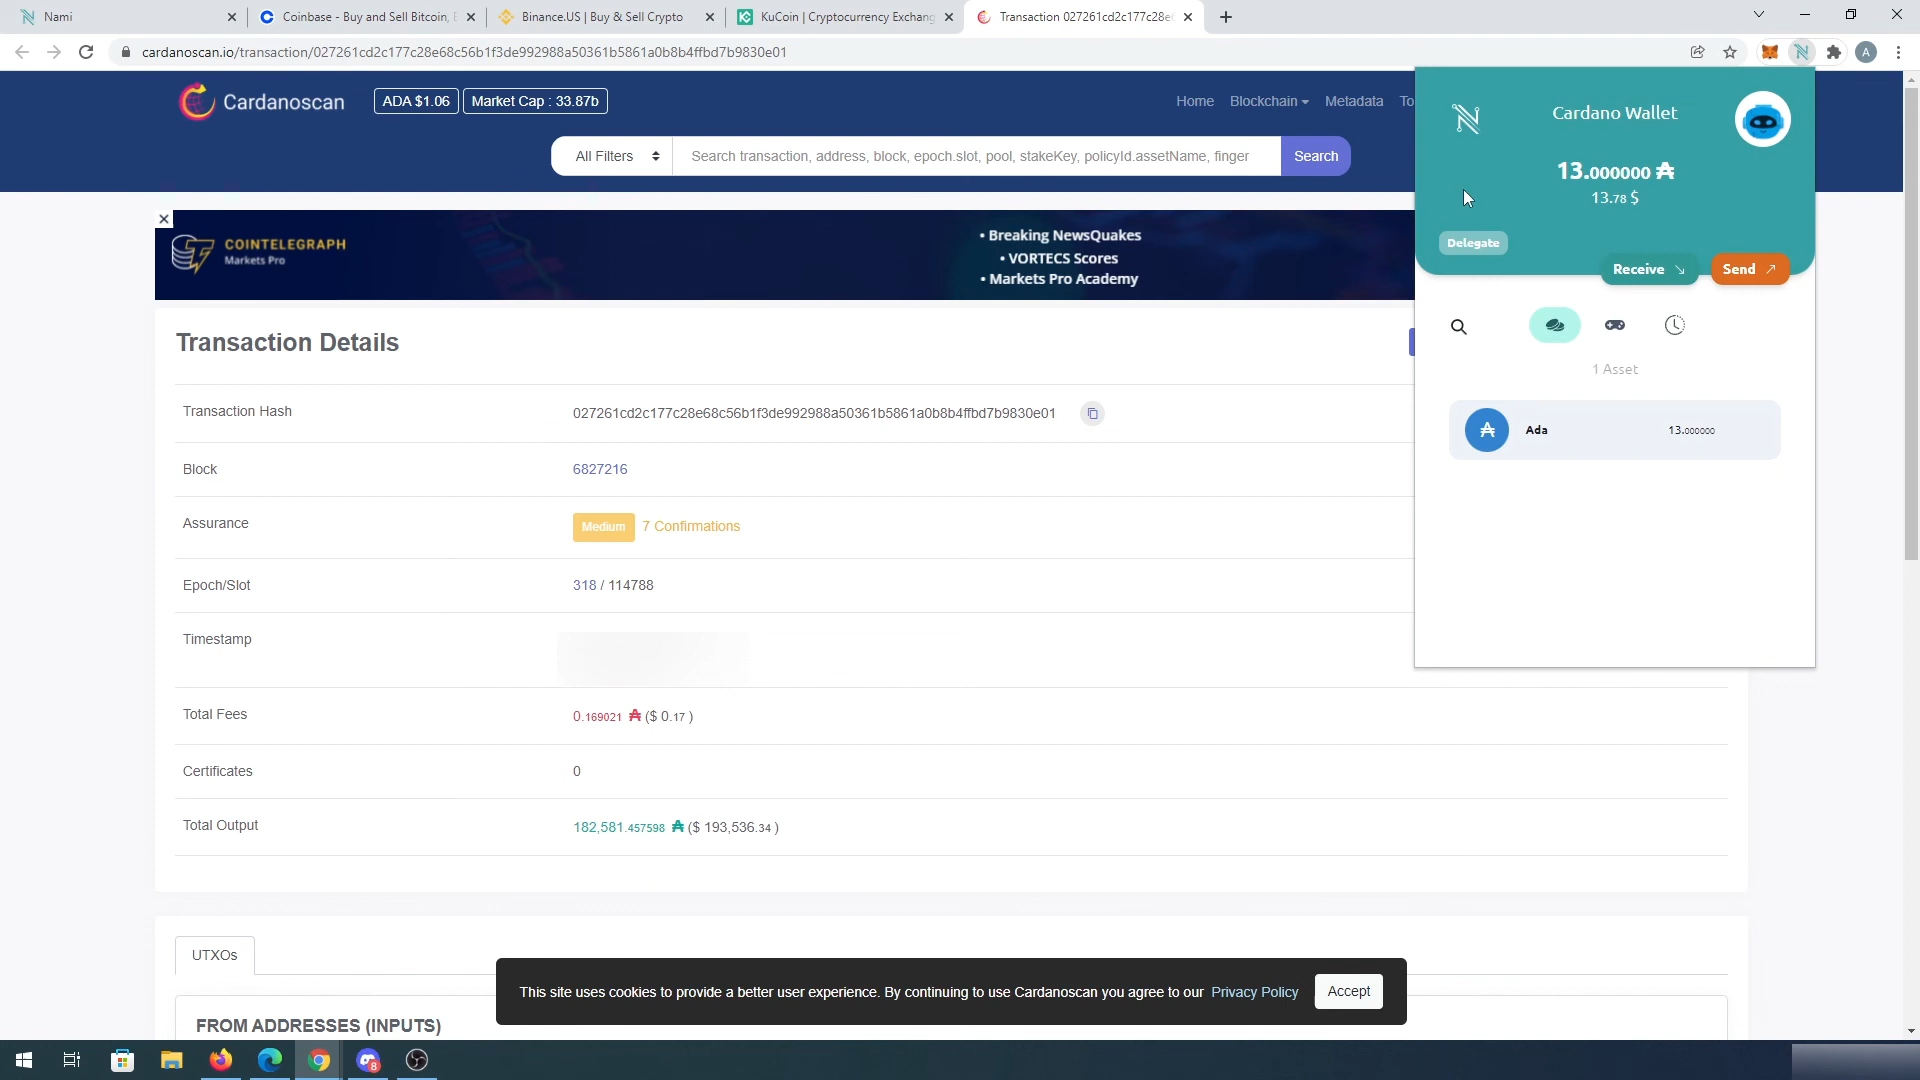 Nami
Coinbase - Buy and Sell Bitcoin, E
Binance.US | Buy & Sell Crypto
KuCoin | Cryptocurrency Exchang
Transaction 027261cd2c177c28e6
cardanoscan.io/transaction/027261cd2c177c28e68c56b1f3de992988a50361b5861a0b8b4ffbd7b9830e01
A
Cardanoscan
ADA $1.06
Market Cap : 33.87b
Home
Blockchain
Metadata
To
All Filters
Search transaction, address, block, epoch.slot, pool, stakeKey, policyId.assetName, finger
Search
COINTELEGRAPH
Markets Pro
• Breaking NewsQuakes
• VORTECS Scores
• Markets Pro Academy
Cardano Wallet
13.000000 ₳
13.78 $
Delegate
Receive
Send
1 Asset
₳ Ada 13.000000
Transaction Details
Transaction Hash 027261cd2c177c28e68c56b1f3de992988a50361b5861a0b8b4ffbd7b9830e01
Block 6827216
Assurance Medium 7 Confirmations
Epoch/Slot 318 / 114788
Timestamp
Total Fees 0.169021 ₳ ($ 0.17 )
Certificates 0
Total Output 182,581.457598 ₳ ($ 193,536.34 )
UTXOs
FROM ADDRESSES (INPUTS)
This site uses cookies to provide a better user experience. By continuing to use Cardanoscan you agree to our Privacy Policy
Accept
8